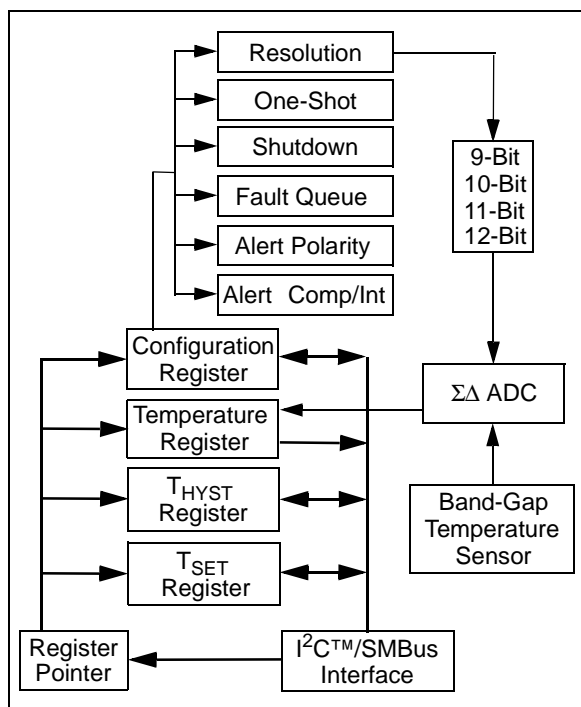 Resolution
One-Shot
Shutdown
Fault Queue
Alert Polarity
Alert Comp/Int
9-Bit
10-Bit
11-Bit
12-Bit
Configuration
Register
Temperature
Register
THYST
Register
TSET
Register
ΣΔ ADC
Band-Gap
Temperature
Sensor
Register
Pointer
I²C™/SMBus
Interface